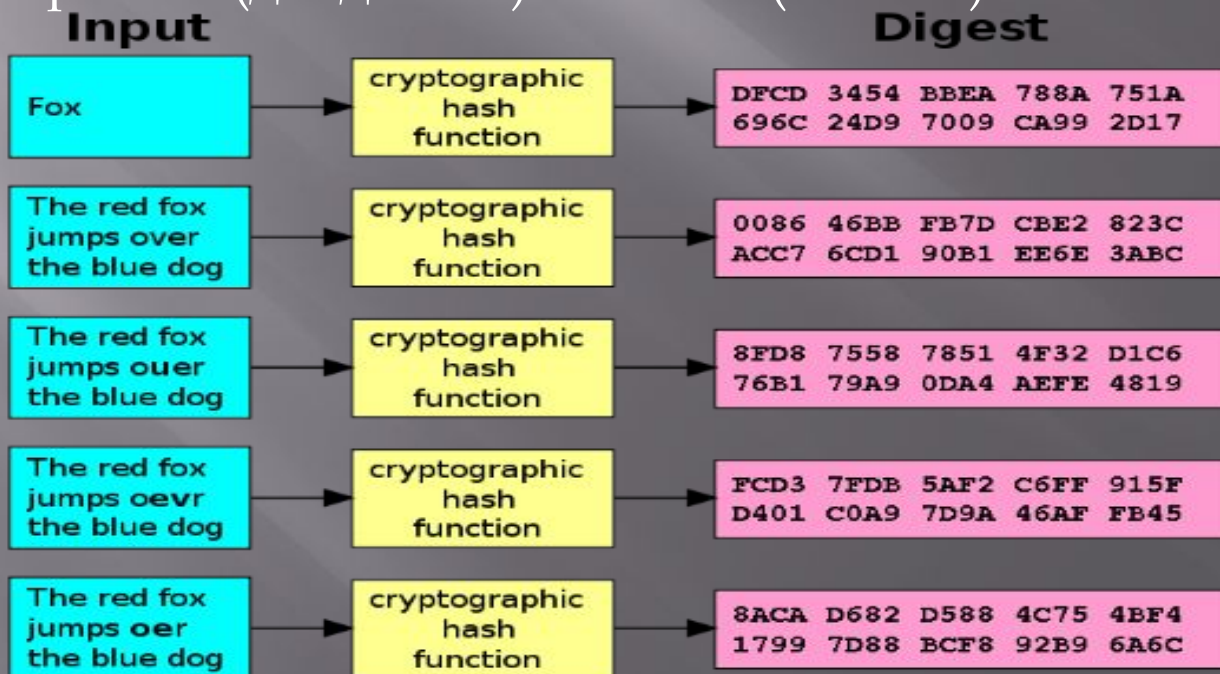 Input
Digest
Fox
cryptographic
hash
function
DFCD 3454 BBEA 788A 751A
696C 24D9 7009 CA99 2D17
The red fox
jumps over
the blue dog
cryptographic
hash
function
0086 46BB FB7D CBE2 823C
ACC7 6CD1 90B1 EE6E 3ABC
The red fox
jumps ouer
the blue dog
cryptographic
hash
function
8FD8 7558 7851 4F32 D1C6
76B1 79A9 0DA4 AEFE 4819
The red fox
jumps oevr
the blue dog
cryptographic
hash
function
FCD3 7FDB 5AF2 C6FF 915F
D401 C0A9 7D9A 46AF FB45
The red fox
jumps oer
the blue dog
cryptographic
hash
function
8ACA D682 D588 4C75 4BF4
1799 7D88 BCF8 92B9 6A6C